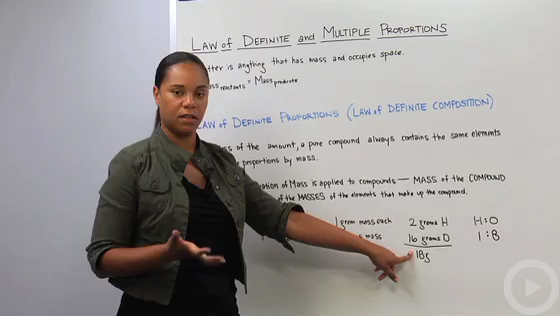 LAW of DEFINITE and MULTIPLE PROPORTIONS
tter is anything that has mass and occupies space.
ass reactants = Mass products
LAW of DEFINITE PROPORTIONS (LAW of DEFINITE COMPOSITION)
ss of the amount, a pure compound always contains the same elements
proportions by mass.
ation of Mass is applied to compounds — MASS of the COMPOUND
of the MASSES of the elements that make up the compound.
1 gram mass each 2 grams H H:O
mass 16 grams O 1:8
18g